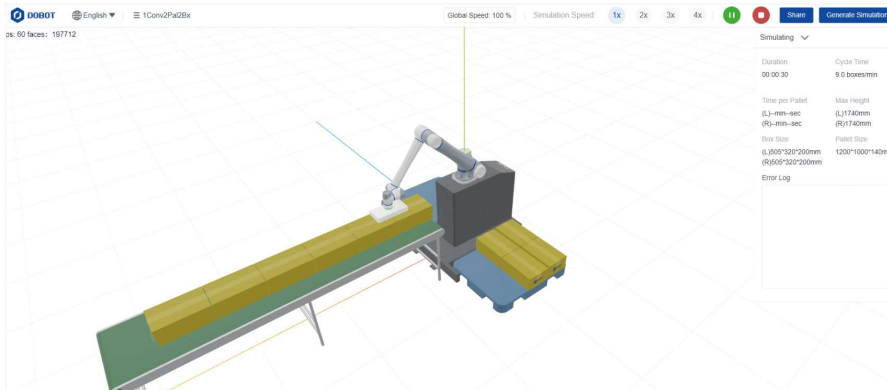 DOBOT English 1Conv2Pal2Bx Global Speed: 100 % Simulation Speed 1x 2x 3x 4x Share Generate Simulation
ps: 60 faces: 197712
Simulating
Duration Cycle Time
00:00:30 9.0 boxes/min
Time per Pallet Max Height
(L)--min--sec (L)1740mm
(R)--min--sec (R)1740mm
Box Size Pallet Size
(L)505*320*200mm 1200*1000*140m
(R)505*320*200mm
Error Log